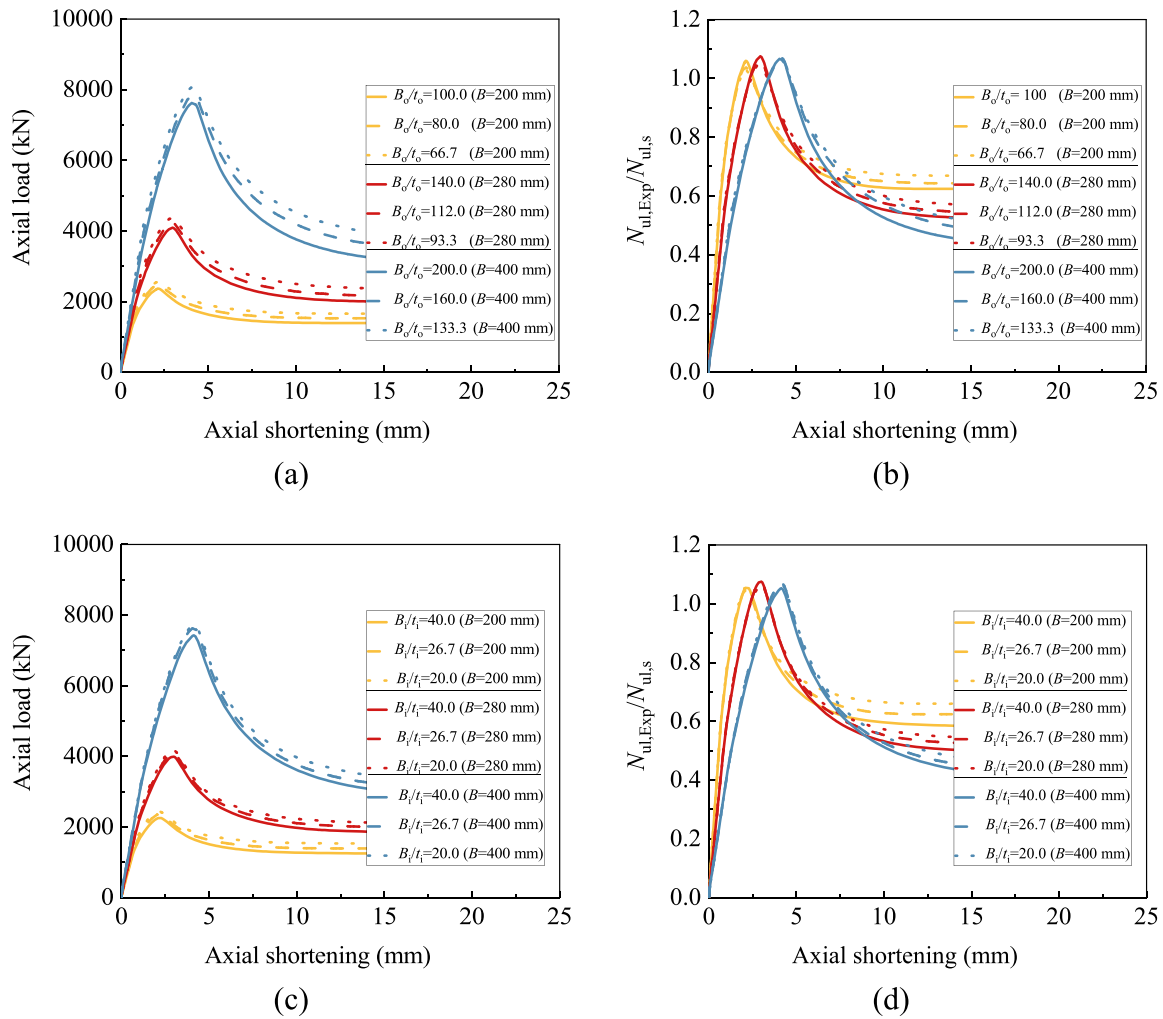 10000
8000
6000
4000
2000
0
Axial load (kN)
Bo/to=100.0 (B=200 mm)
Bo/to=80.0 (B=200 mm)
Bo/to=66.7 (B=200 mm)
Bo/to=140.0 (B=280 mm)
Bo/to=112.0 (B=280 mm)
Bo/to=93.3 (B=280 mm)
Bo/to=200.0 (B=400 mm)
Bo/to=160.0 (B=400 mm)
Bo/to=133.3 (B=400 mm)
0 5 10 15 20 25
Axial shortening (mm)
(a)
1.2
1.0
0.8
0.6
0.4
0.2
0.0
Nul,Exp/Nul,s
Bo/to= 100 (B=200 mm)
Bo/to=80.0 (B=200 mm)
Bo/to=66.7 (B=200 mm)
Bo/to=140.0 (B=280 mm)
Bo/to=112.0 (B=280 mm)
Bo/to=93.3 (B=280 mm)
Bo/to=200.0 (B=400 mm)
Bo/to=160.0 (B=400 mm)
Bo/to=133.3 (B=400 mm)
0 5 10 15 20 25
Axial shortening (mm)
(b)
10000
8000
6000
4000
2000
0
Axial load (kN)
Bi/ti=40.0 (B=200 mm)
Bi/ti=26.7 (B=200 mm)
Bi/ti=20.0 (B=200 mm)
Bi/ti=40.0 (B=280 mm)
Bi/ti=26.7 (B=280 mm)
Bi/ti=20.0 (B=280 mm)
Bi/ti=40.0 (B=400 mm)
Bi/ti=26.7 (B=400 mm)
Bi/ti=20.0 (B=400 mm)
0 5 10 15 20 25
Axial shortening (mm)
(c)
1.2
1.0
0.8
0.6
0.4
0.2
0.0
Nul,Exp/Nul,s
Bi/ti=40.0 (B=200 mm)
Bi/ti=26.7 (B=200 mm)
Bi/ti=20.0 (B=200 mm)
Bi/ti=40.0 (B=280 mm)
Bi/ti=26.7 (B=280 mm)
Bi/ti=20.0 (B=280 mm)
Bi/ti=40.0 (B=400 mm)
Bi/ti=26.7 (B=400 mm)
Bi/ti=20.0 (B=400 mm)
0 5 10 15 20 25
Axial shortening (mm)
(d)